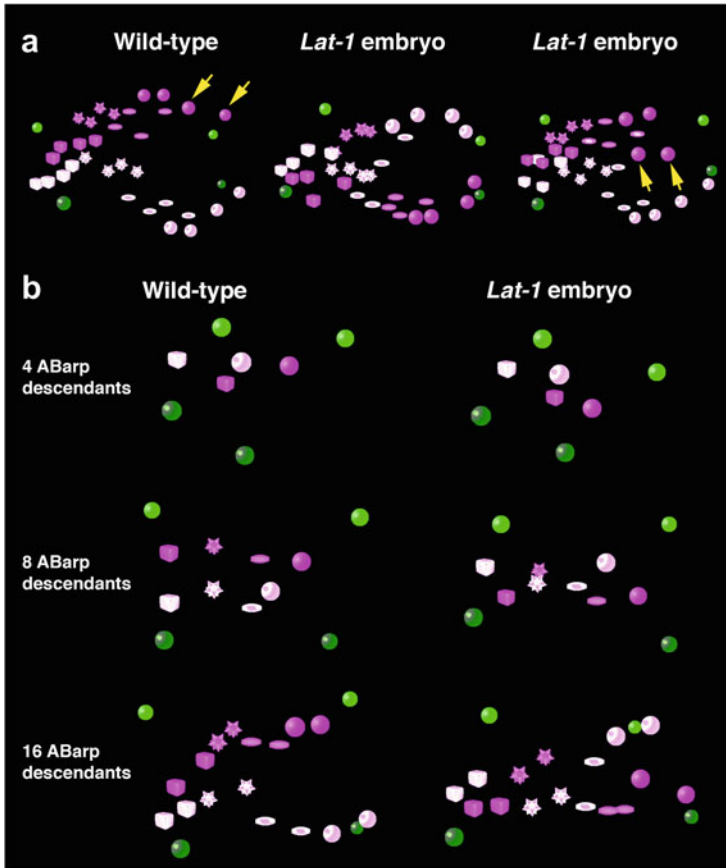 a
Wild-type Lat-1 embryo Lat-1 embryo
b
Wild-type Lat-1 embryo
4 ABarp
descendants
8 ABarp
descendants
16 ABarp
descendants